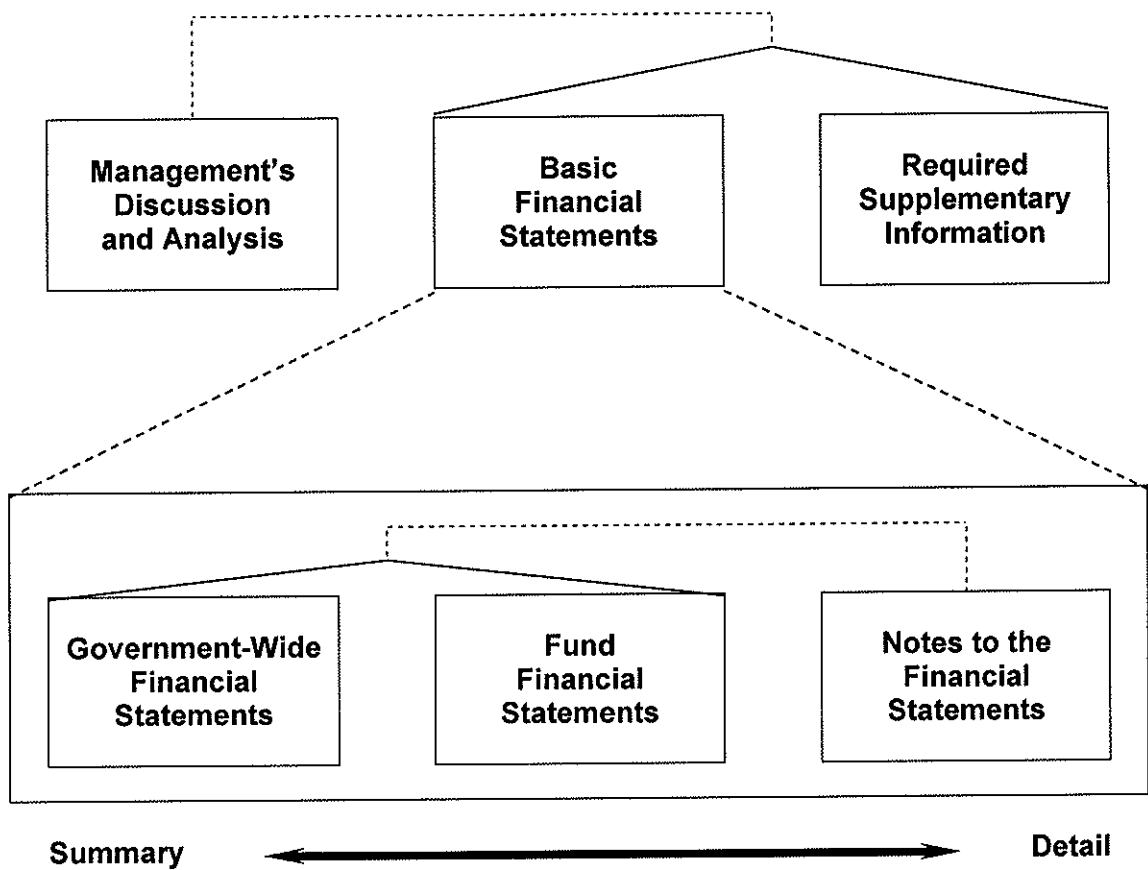 Management's
Discussion
and Analysis
Basic
Financial
Statements
Required
Supplementary
Information
Government-Wide
Financial
Statements
Fund
Financial
Statements
Notes to the
Financial
Statements
Summary
Detail